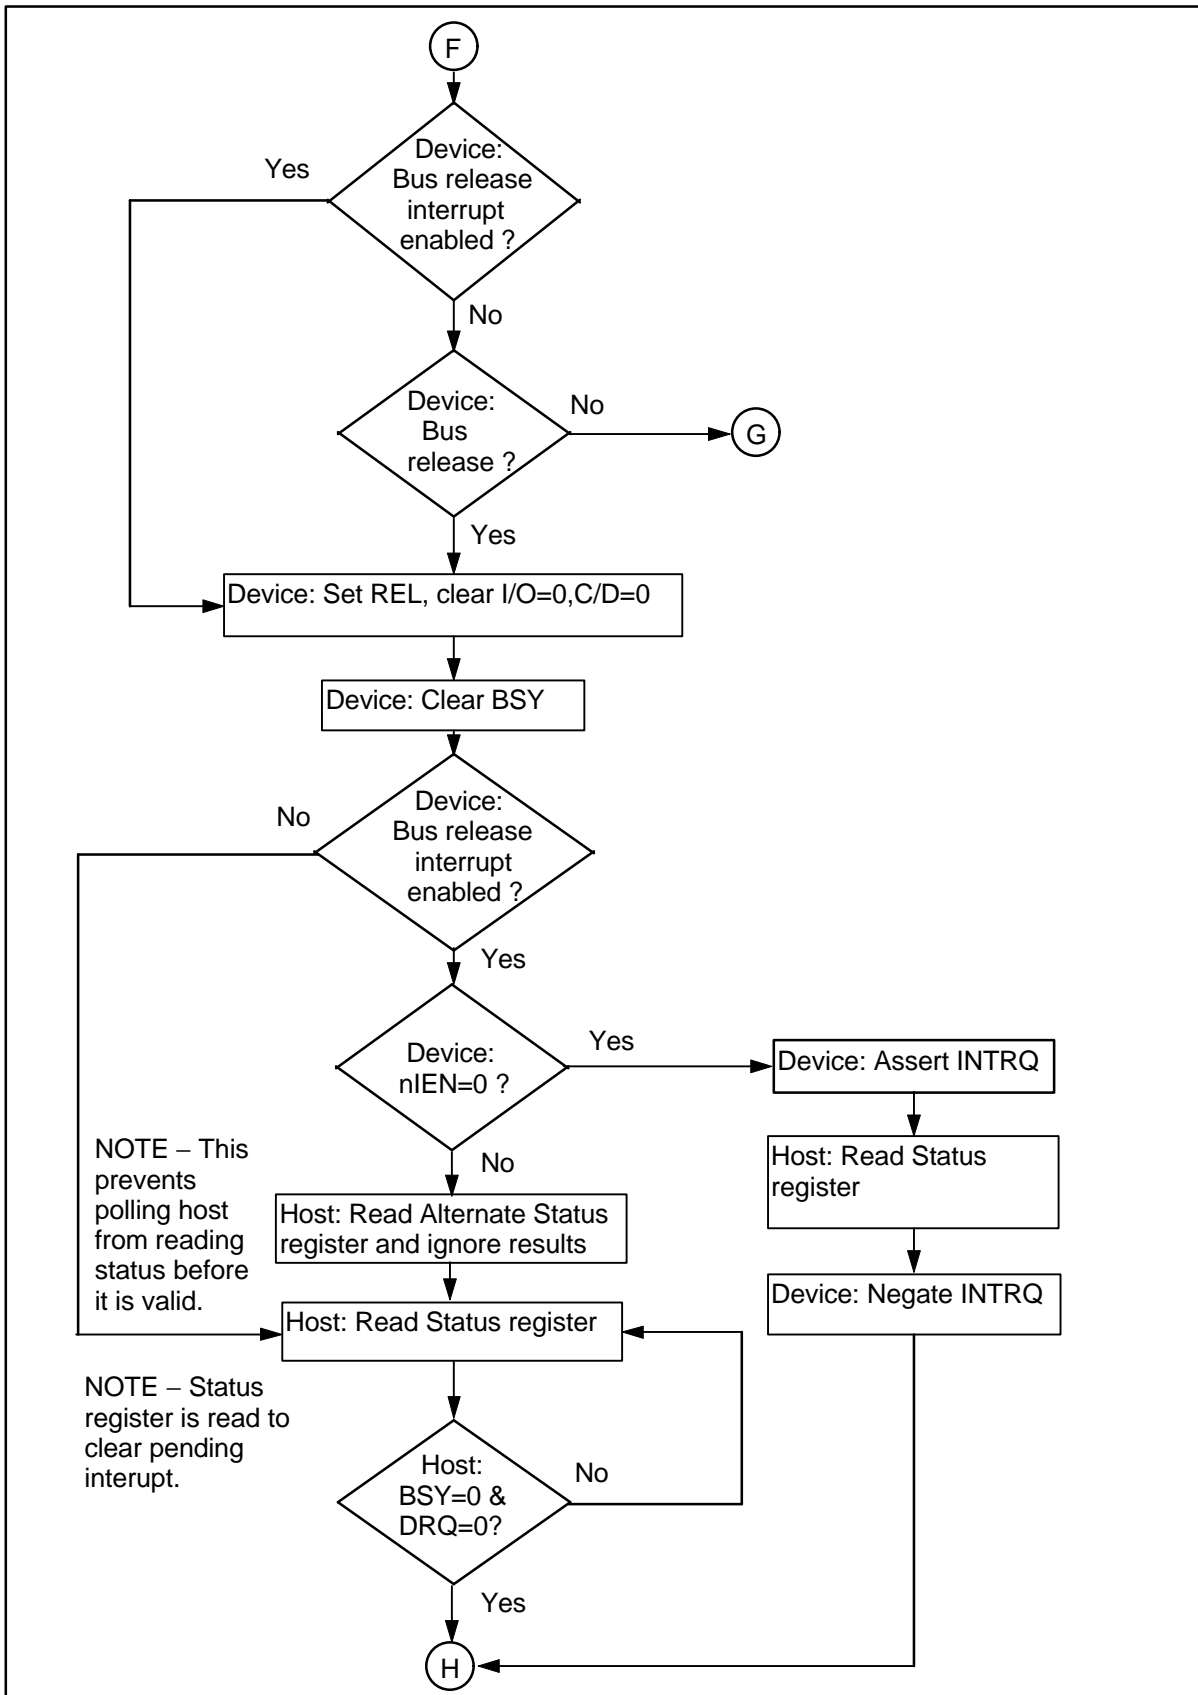 F
Device:
Bus release
interrupt
enabled ?
Yes
No
Device:
Bus
release ?
No
G
Yes
Device: Set REL, clear I/O=0,C/D=0
Device: Clear BSY
Device:
Bus release
interrupt
enabled ?
No
Yes
Device:
nIEN=0 ?
Yes
Device: Assert INTRQ
Host: Read Status
register
Device: Negate INTRQ
No
NOTE – This
prevents
polling host
from reading
status before
it is valid.
Host: Read Alternate Status
register and ignore results
Host: Read Status register
NOTE – Status
register is read to
clear pending
interupt.
Host:
BSY=0 &
DRQ=0?
No
Yes
H